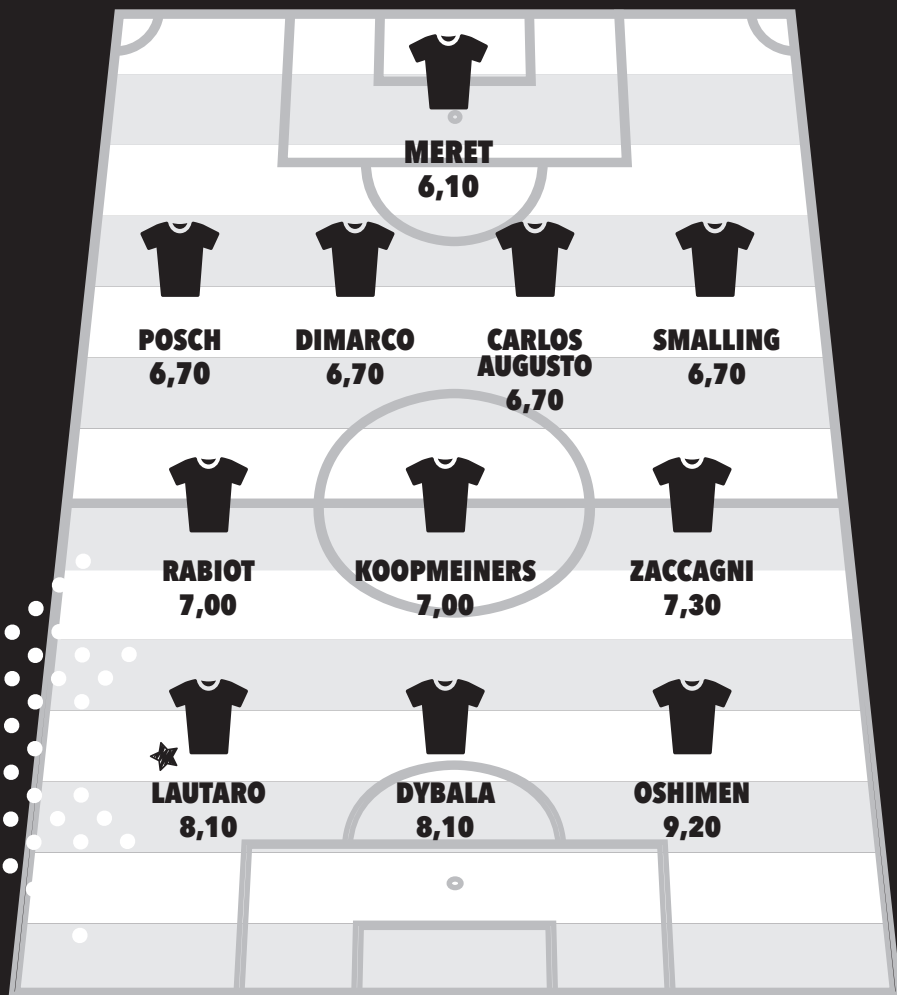 MERET
6,10
POSCH
6,70
DIMARCO
6,70
CARLOS
AUGUSTO
6,70
SMALLING
6,70
RABIOT
7,00
KOOPMEINERS
7,00
ZACCAGNI
7,30
LAUTARO
8,10
DYBALA
8,10
OSHIMEN
9,20